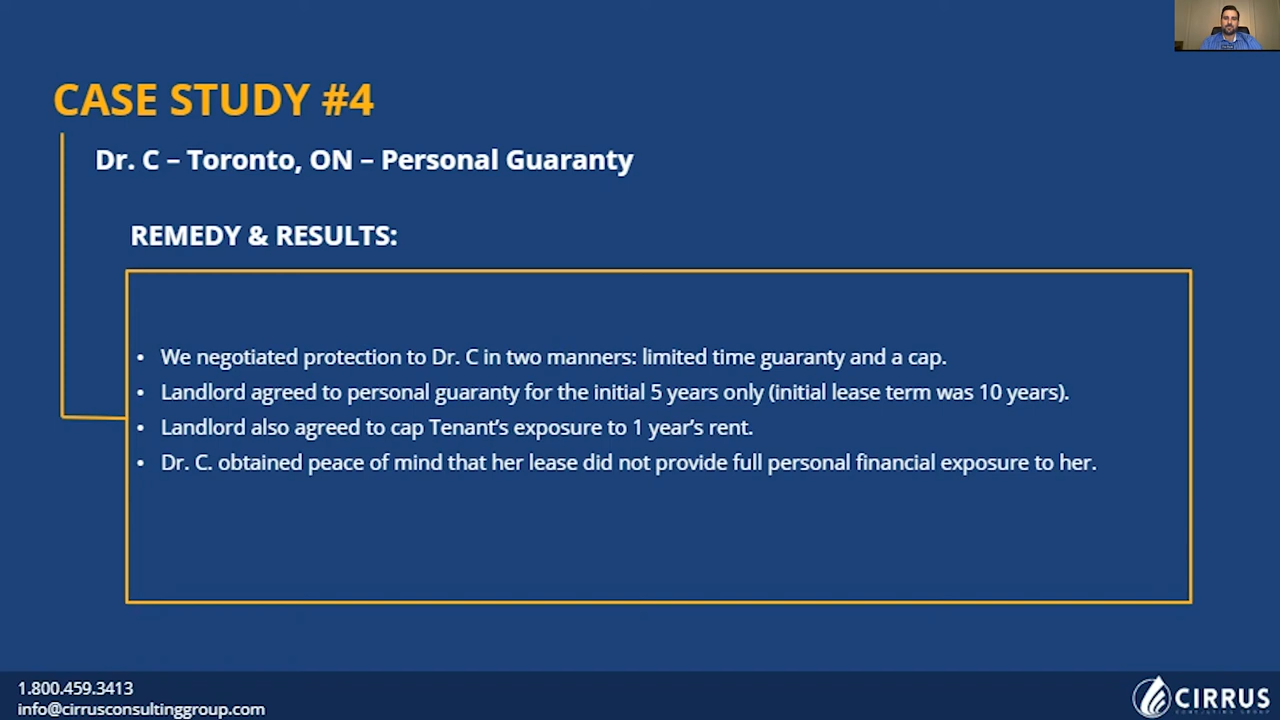 CASE STUDY #4
Dr. C – Toronto, ON – Personal Guaranty
REMEDY & RESULTS:
• We negotiated protection to Dr. C in two manners: limited time guaranty and a cap.
• Landlord agreed to personal guaranty for the initial 5 years only (initial lease term was 10 years).
• Landlord also agreed to cap Tenant’s exposure to 1 year’s rent.
• Dr. C. obtained peace of mind that her lease did not provide full personal financial exposure to her.
1.800.459.3413
info@cirrusconsultinggroup.com
CIRRUS
CONSULTING GROUP